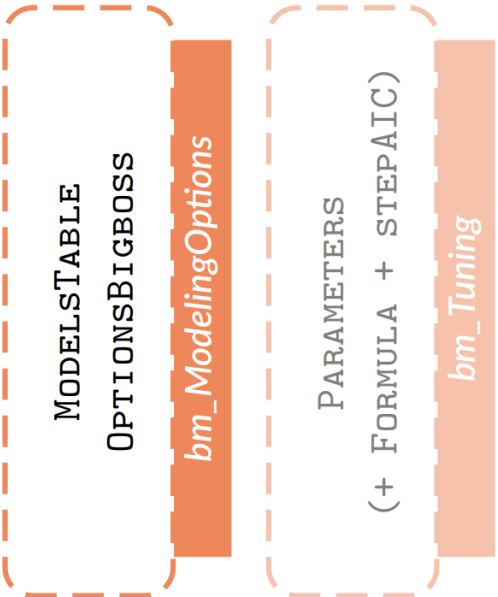 ModelsTable
OptionsBigboss
bm_ModelingOptions
Parameters
(+ Formula + stepAIC)
bm_Tuning